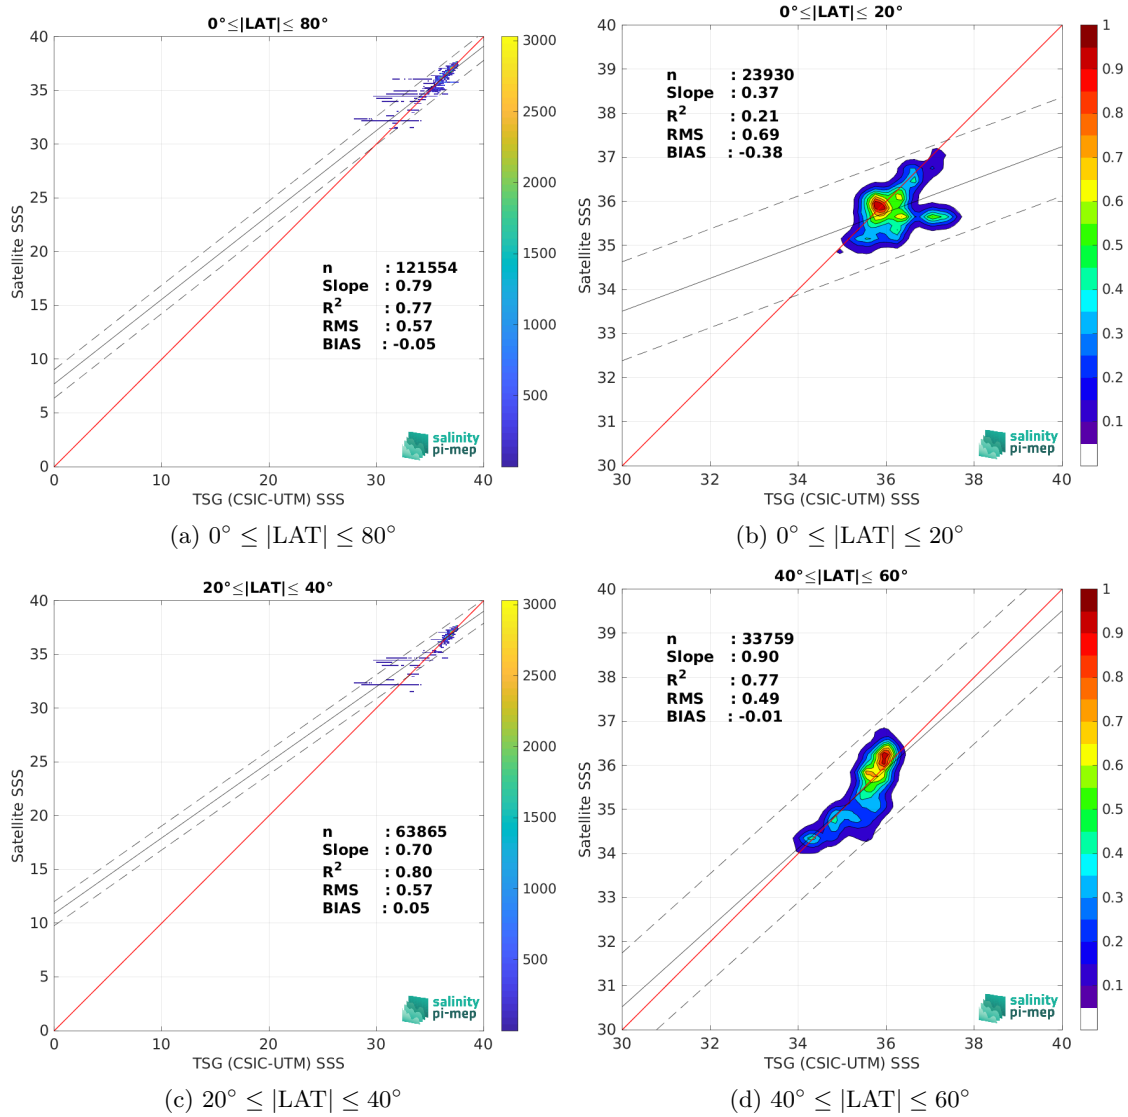 0°≤|LAT|≤ 80°
40
35
30
25
20
15
10
5
0
Satellite SSS
n : 121554
Slope : 0.79
R² : 0.77
RMS : 0.57
BIAS : -0.05
salinity
pi-mep
0 10 20 30 40
TSG (CSIC-UTM) SSS
3000
2500
2000
1500
1000
500
(a) 0° ≤ |LAT| ≤ 80°
0°≤|LAT|≤ 20°
40
39
38
37
36
35
34
33
32
31
30
Satellite SSS
n : 23930
Slope : 0.37
R² : 0.21
RMS : 0.69
BIAS : -0.38
salinity
pi-mep
30 32 34 36 38 40
TSG (CSIC-UTM) SSS
1
0.9
0.8
0.7
0.6
0.5
0.4
0.3
0.2
0.1
(b) 0° ≤ |LAT| ≤ 20°
20°≤|LAT|≤ 40°
40
35
30
25
20
15
10
5
0
Satellite SSS
n : 63865
Slope : 0.70
R² : 0.80
RMS : 0.57
BIAS : 0.05
salinity
pi-mep
0 10 20 30 40
TSG (CSIC-UTM) SSS
3000
2500
2000
1500
1000
500
(c) 20° ≤ |LAT| ≤ 40°
40°≤|LAT|≤ 60°
40
39
38
37
36
35
34
33
32
31
30
Satellite SSS
n : 33759
Slope : 0.90
R² : 0.77
RMS : 0.49
BIAS : -0.01
salinity
pi-mep
30 32 34 36 38 40
TSG (CSIC-UTM) SSS
1
0.9
0.8
0.7
0.6
0.5
0.4
0.3
0.2
0.1
(d) 40° ≤ |LAT| ≤ 60°